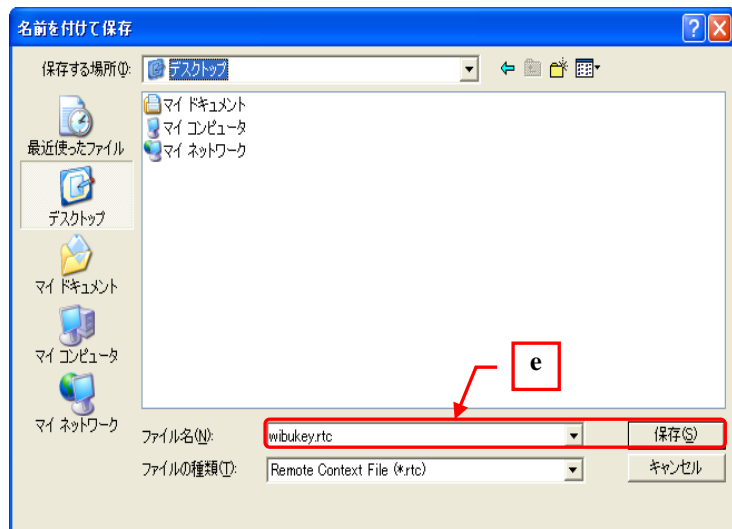 名前を付けて保存
保存する場所(I): デスクトップ
マイ ドキュメント
マイ コンピュータ
マイ ネットワーク
最近使ったファイル
デスクトップ
マイ ドキュメント
マイ コンピュータ
マイ ネットワーク
e
ファイル名(N): wibukey.rtc 保存(S)
ファイルの種類(T): Remote Context File (*.rtc) キャンセル